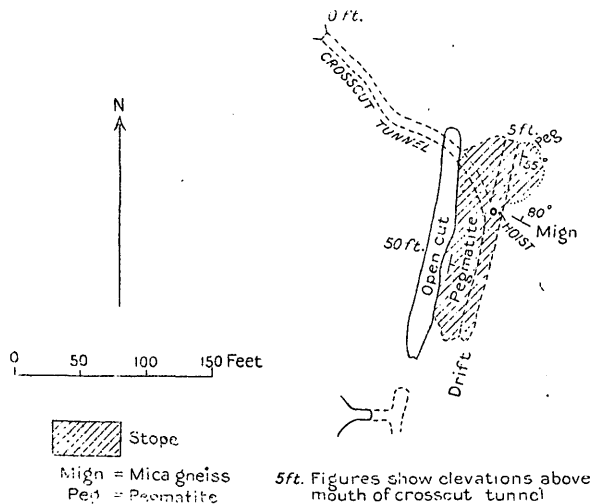 0 ft.
CROSSCUT
TUNNEL
N
5 ft.
Peg
55°
80°
Mign
HOIST
50 ft.
Open cut
Pegmatite
Drift
0 50 100 150 Feet
Stope
Mign = Mica gneiss
Peg = Pegmatite
5ft. Figures show elevations above
mouth of crosscut tunnel